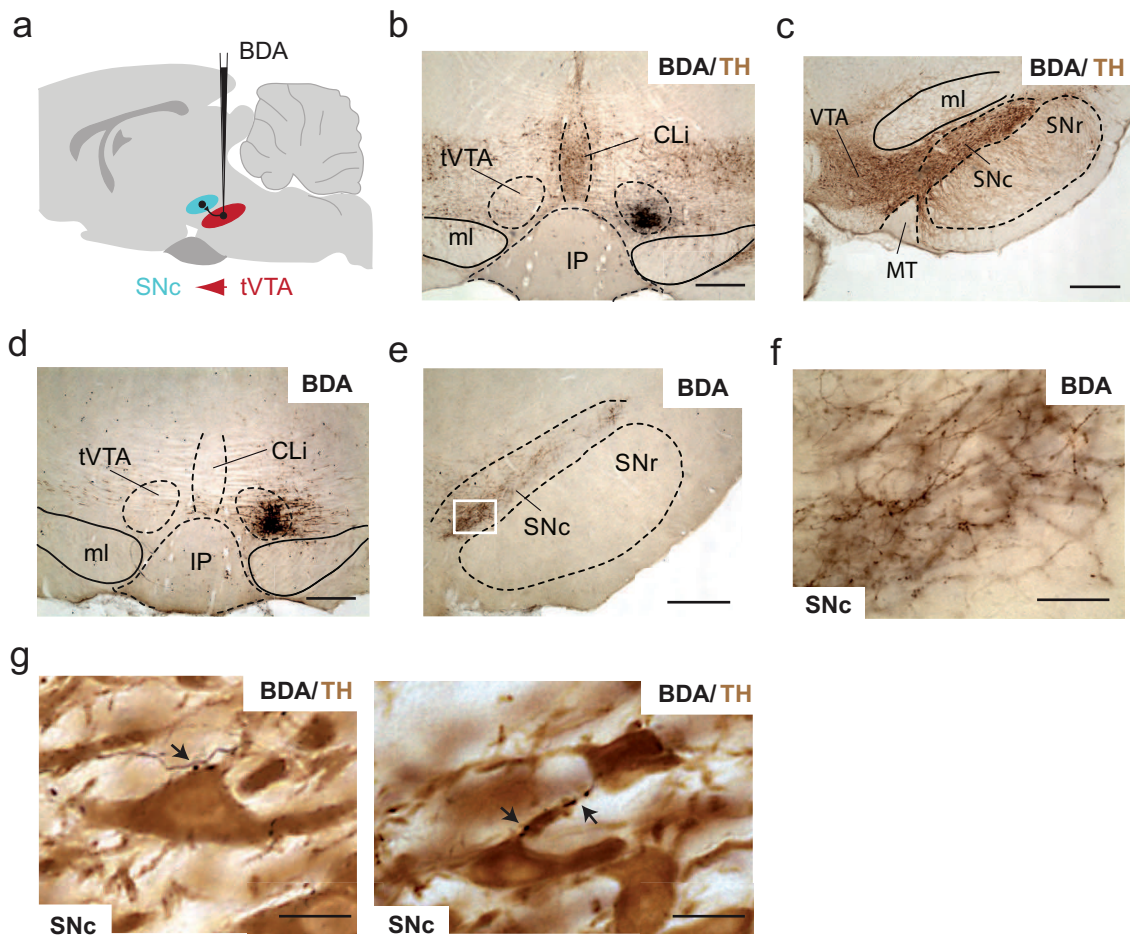 a
BDA
SNc
tVTA
b
BDA/ TH
CLi
tVTA
ml
IP
c
BDA/ TH
ml
VTA
SNr
SNc
MT
d
BDA
tVTA
CLi
ml
IP
e
BDA
SNr
SNc
f
BDA
SNc
g
BDA/ TH
SNc
BDA/ TH
SNc